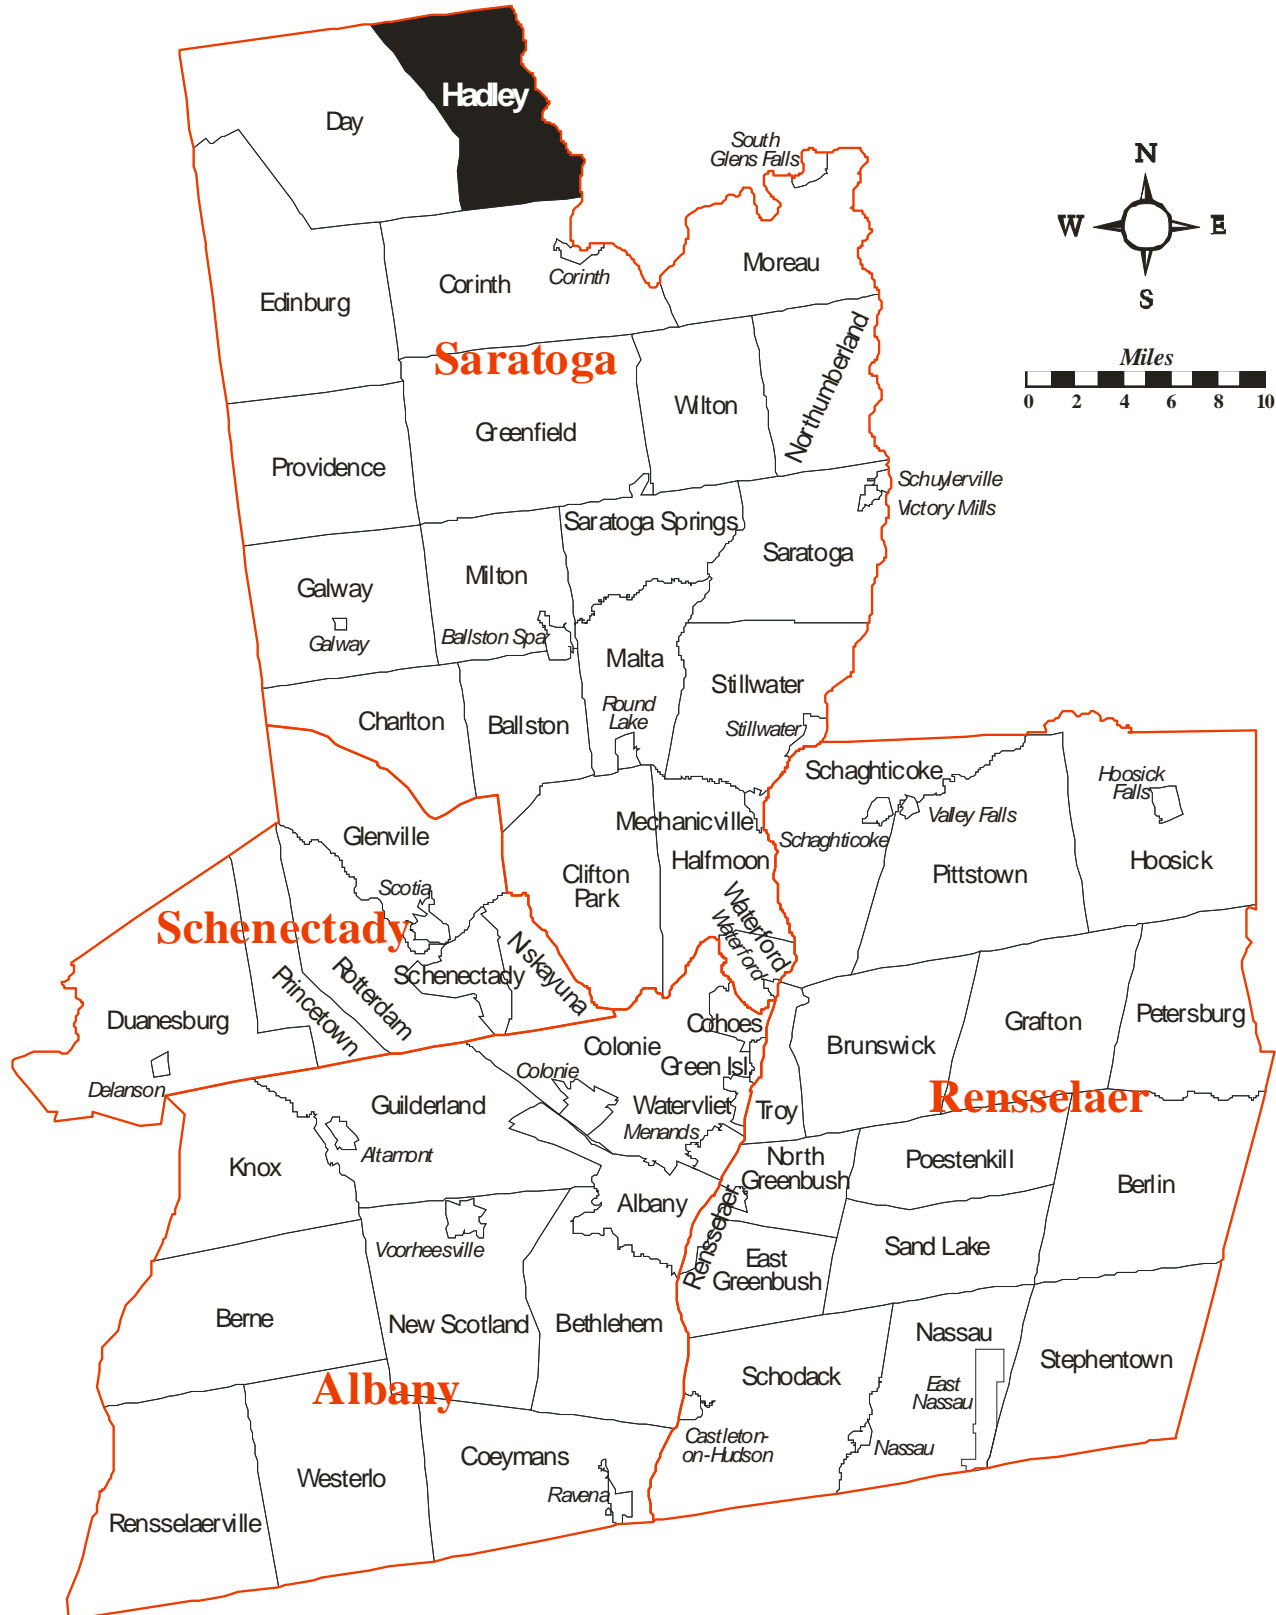 Hadley
Day
South
Glens Falls
N
W
E
S
Moreau
Corinth
Corinth
Edinburg
Miles
0 2 4 6 8 10
Saratoga
Northumberland
Wilton
Greenfield
Providence
Schuylerville
Victory Mills
Saratoga Springs
Saratoga
Milton
Galway
Galway
Ballston Spa
Malta
Stillwater
Round
Lake
Charlton
Ballston
Stillwater
Schaghticoke
Hoosick
Falls
Valley Falls
Mechanicville
Schaghticoke
Glenville
Halfmoon
Hoosick
Clifton
Park
Pittstown
Scotia
Waterford
Waterford
Schenectady
Niskayuna
Schenectady
Rotterdam
Princetown
Duanesburg
Cohoes
Petersburg
Grafton
Brunswick
Colonie
Green Isl.
Colonie
Delanson
Rensselaer
Guilderland
Watervliet
Troy
Menands
Altamont
North
Greenbush
Poestenkill
Knox
Berlin
Albany
Rensselaer
Voorheesville
Sand Lake
East
Greenbush
Berne
New Scotland
Bethlehem
Nassau
Stephentown
Schodack
Albany
East
Nassau
Castleton-
on-Hudson
Nassau
Coeymans
Westerlo
Ravena
Rensselaerville